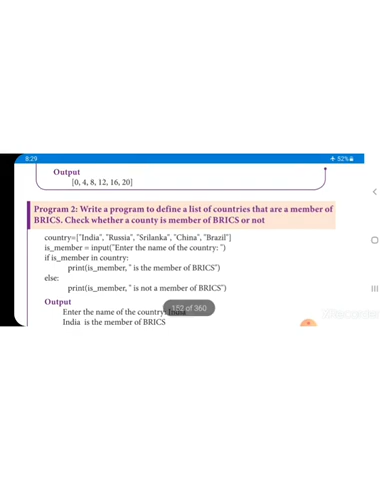 8:29
52%
Output
[0, 4, 8, 12, 16, 20]
Program 2: Write a program to define a list of countries that are a member of
BRICS. Check whether a county is member of BRICS or not
country=["India", "Russia", "Srilanka", "China", "Brazil"]
is_member = input("Enter the name of the country: ")
if is_member in country:
print(is_member, " is the member of BRICS")
else:
print(is_member, " is not a member of BRICS")
Output
Enter the name of the country: India
152 of 360
India is the member of BRICS